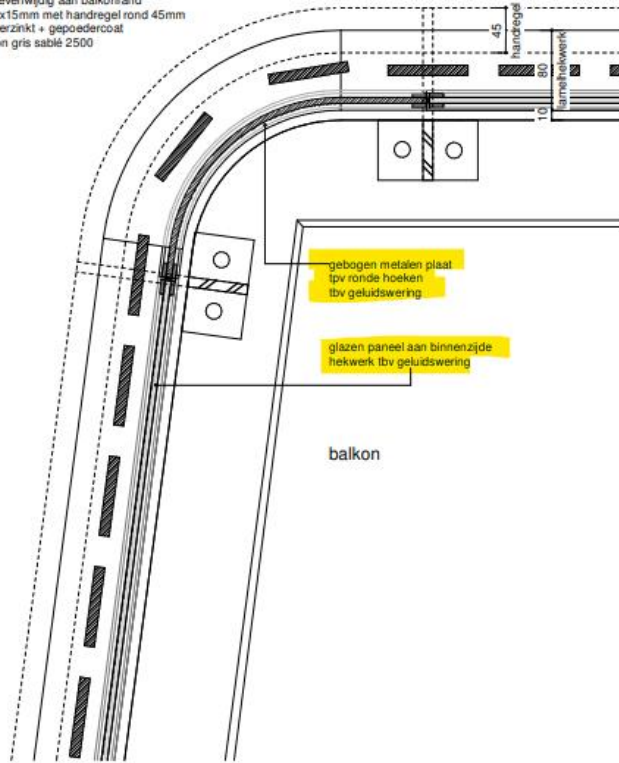 evenwijdig aan balkonrand
x15mm met handregel rond 45mm
erzinkt + gepoedercoat
on gris sablé 2500
45
handregel
80
lamelhekwerk
10
gebogen metalen plaat
tpv ronde hoeken
tbv geluidswering
glazen paneel aan binnenzijde
hekwerk tbv geluidswering
balkon